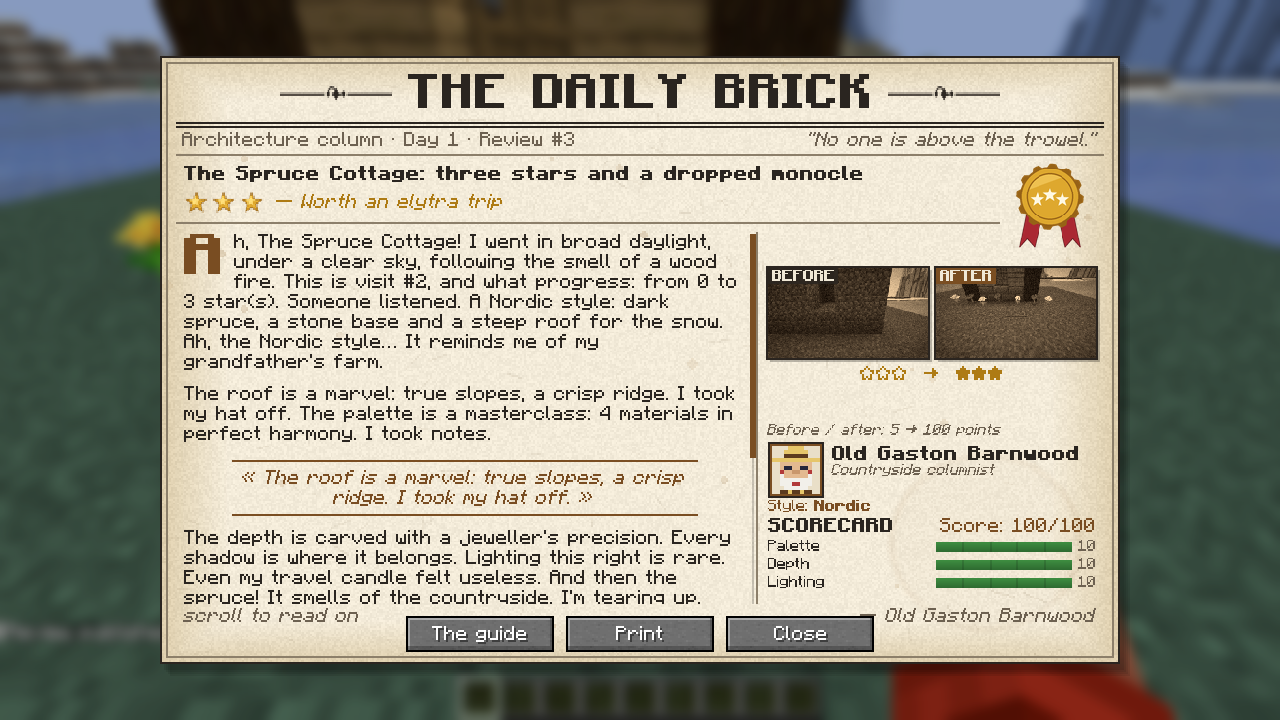 THE DAILY BRICK
Architecture column · Day 1 · Review #3
"No one is above the trowel."
The Spruce Cottage: three stars and a dropped monocle
— Worth an elytra trip
Ah, The Spruce Cottage! I went in broad daylight,
under a clear sky, following the smell of a wood
fire. This is visit #2, and what progress: from 0 to
3 star(s). Someone listened. A Nordic style: dark
spruce, a stone base and a steep roof for the snow.
Ah, the Nordic style... It reminds me of my
grandfather's farm.
The roof is a marvel: true slopes, a crisp ridge. I took
my hat off. The palette is a masterclass: 4 materials in
perfect harmony. I took notes.
« The roof is a marvel: true slopes, a crisp
ridge. I took my hat off. »
The depth is carved with a jeweller's precision. Every
shadow is where it belongs. Lighting this right is rare.
Even my travel candle felt useless. And then the
spruce! It smells of the countryside. I'm tearing up.
scroll to read on
BEFORE
AFTER
→
Before / after: 5 → 100 points
Old Gaston Barnwood
Countryside columnist
Style: Nordic
SCORECARD
Score: 100/100
Palette 10
Depth 10
Lighting 10
— Old Gaston Barnwood
The guide
Print
Close